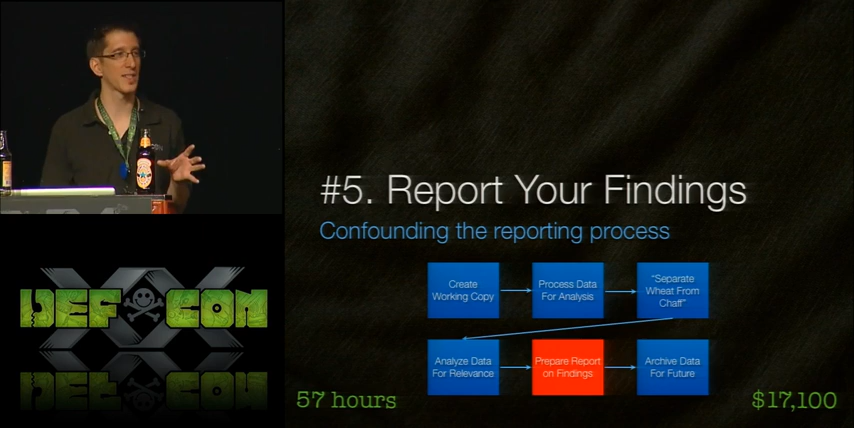 #5. Report Your Findings
Confounding the reporting process
Create
Working Copy
Process Data
For Analysis
"Separate
Wheat From
Chaff"
Analyze Data
For Relevance
Prepare Report
on Findings
Archive Data
For Future
57 hours
$17,100
XX
DEF CON